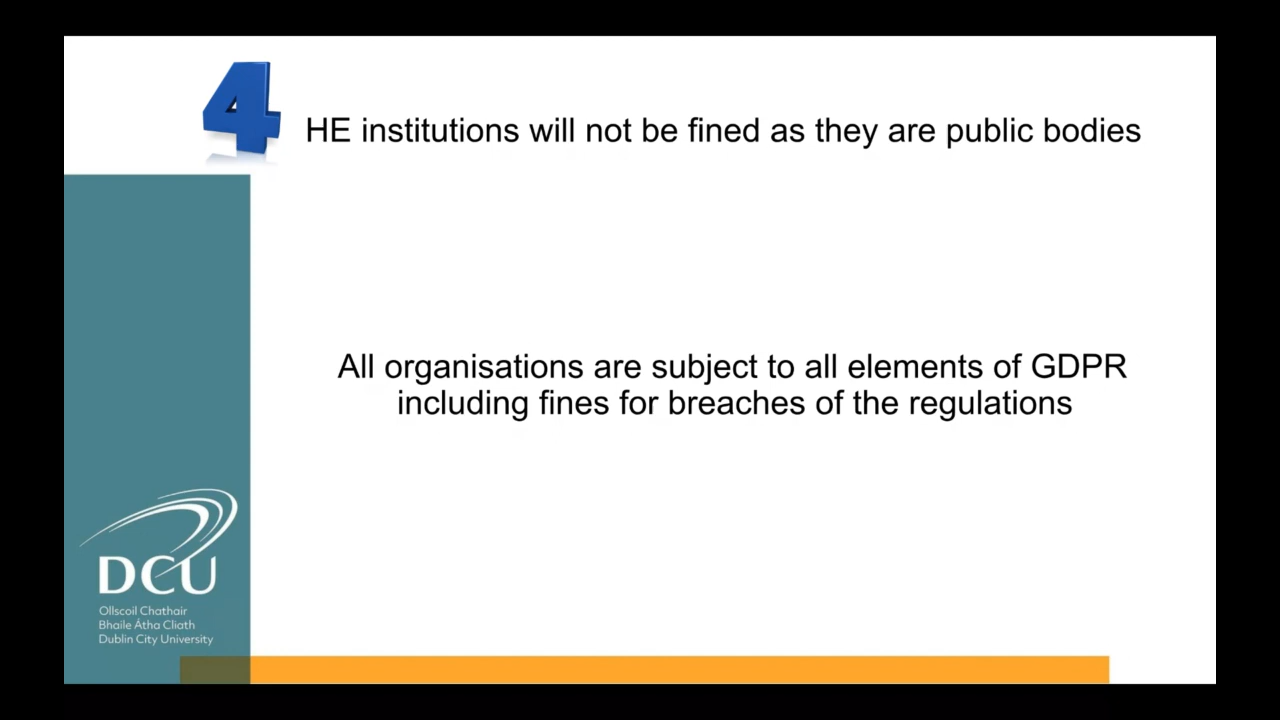 4 HE institutions will not be fined as they are public bodies
All organisations are subject to all elements of GDPR
including fines for breaches of the regulations
DCU
Ollscoil Chathair
Bhaile Átha Cliath
Dublin City University